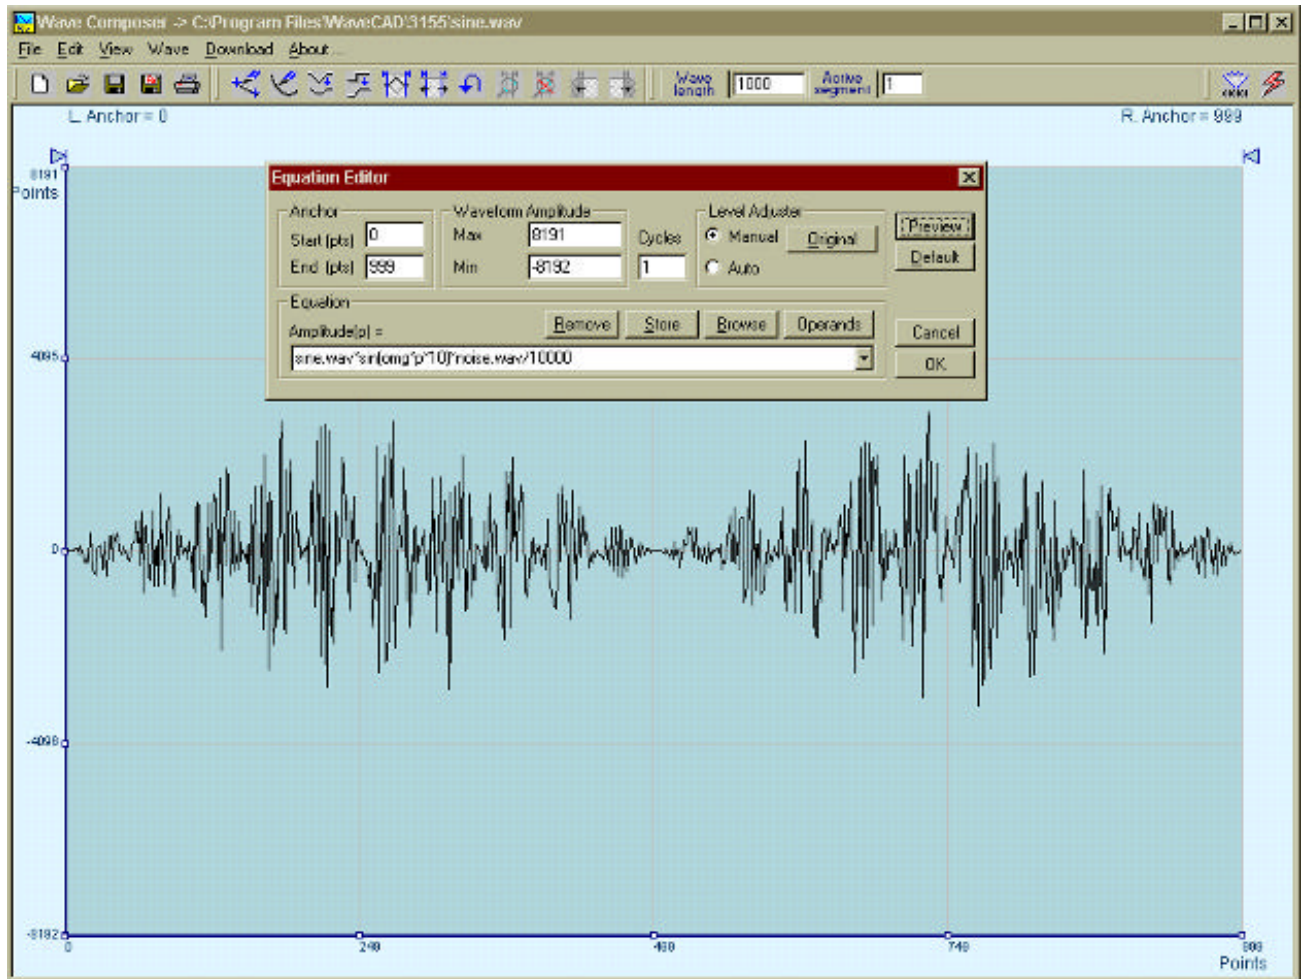 Wave Composer -> C:\Program Files\WaveCAD\3155\sine.wav
File Edit View Wave Download About...
Wave length 1000 Active segment 1
L. Anchor = 0 R. Anchor = 999
8191
Points
4095
0
-4096
-8192
0 249 499 749 999
Points
Equation Editor
Anchor
Start (pts) 0
End (pts) 999
Waveform Amplitude
Max 8191
Min -8192
Cycles
1
Level Adjuster
Manual Original
Auto
Preview
Default
Equation
Amplitude(p) =
Remove Store Browse Operands
sine.wav*sin(omg*p*10)*noise.wav/10000
Cancel
OK